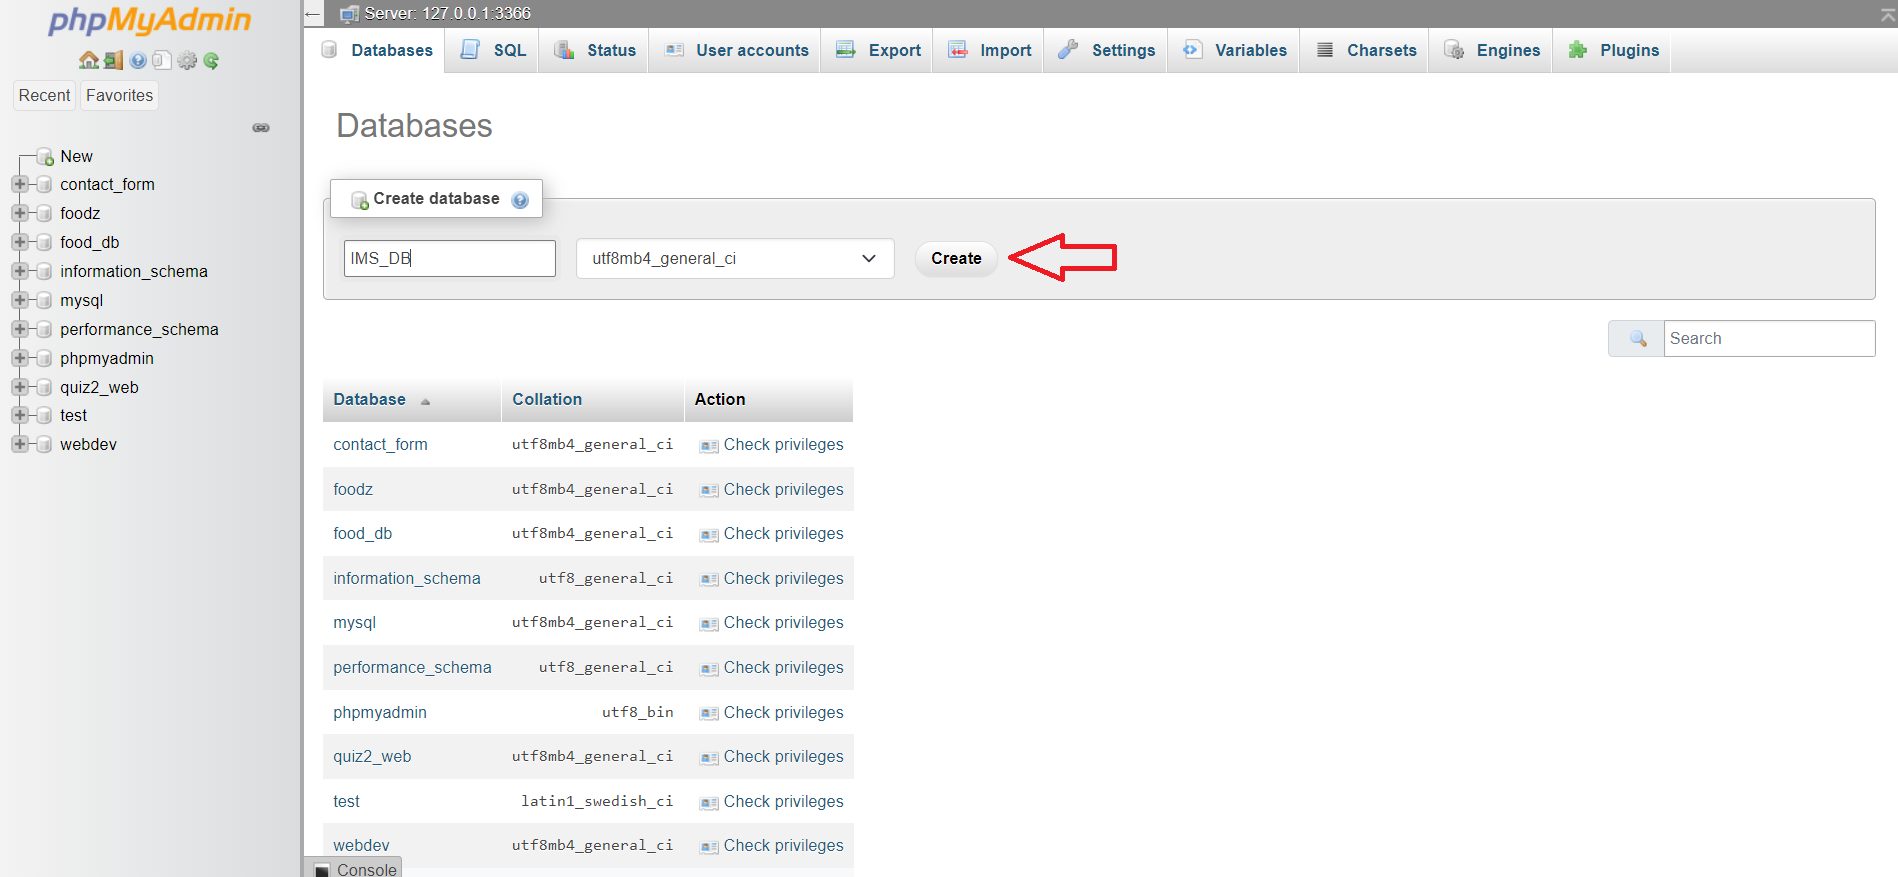 phpMyAdmin
Recent Favorites
New
contact_form
foodz
food_db
information_schema
mysql
performance_schema
phpmyadmin
quiz2_web
test
webdev
Server: 127.0.0.1:3366
Databases SQL Status User accounts Export Import Settings Variables Charsets Engines Plugins
Databases
Create database
IMS_DB utf8mb4_general_ci Create
Search
Database Collation Action
contact_form utf8mb4_general_ci Check privileges
foodz utf8mb4_general_ci Check privileges
food_db utf8mb4_general_ci Check privileges
information_schema utf8_general_ci Check privileges
mysql utf8mb4_general_ci Check privileges
performance_schema utf8_general_ci Check privileges
phpmyadmin utf8_bin Check privileges
quiz2_web utf8mb4_general_ci Check privileges
test latin1_swedish_ci Check privileges
webdev utf8mb4_general_ci Check privileges
Console